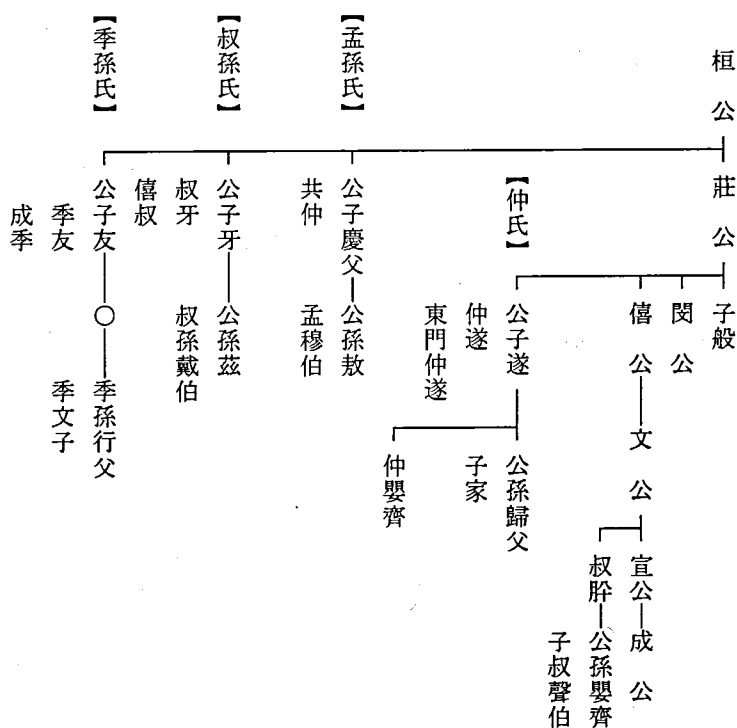 桓公
莊公
子般
閔公
僖公
文公
宣公
成公
叔肸
公孫嬰齊
子叔聲伯
【仲氏】
公子遂
仲遂
東門仲遂
公孫歸父
子家
仲嬰齊
【孟孫氏】
公子慶父
共仲
公孫敖
孟穆伯
【叔孫氏】
公子牙
叔牙
僖叔
公孫茲
叔孫戴伯
【季孫氏】
公子友
季友
成季
○
季孫行父
季文子